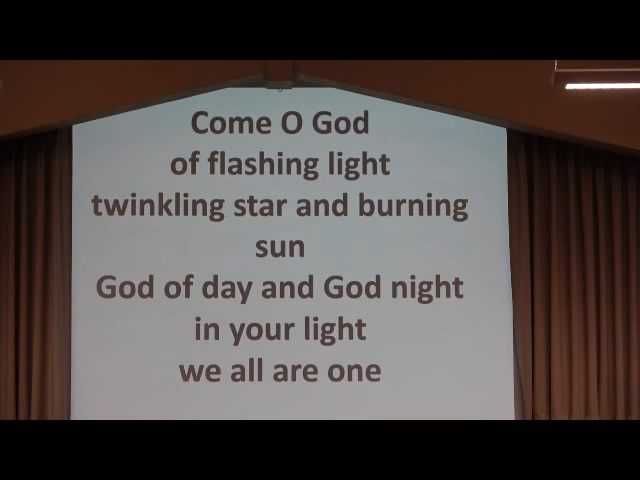 Come O God
of flashing light
twinkling star and burning
sun
God of day and God night
in your light
we all are one